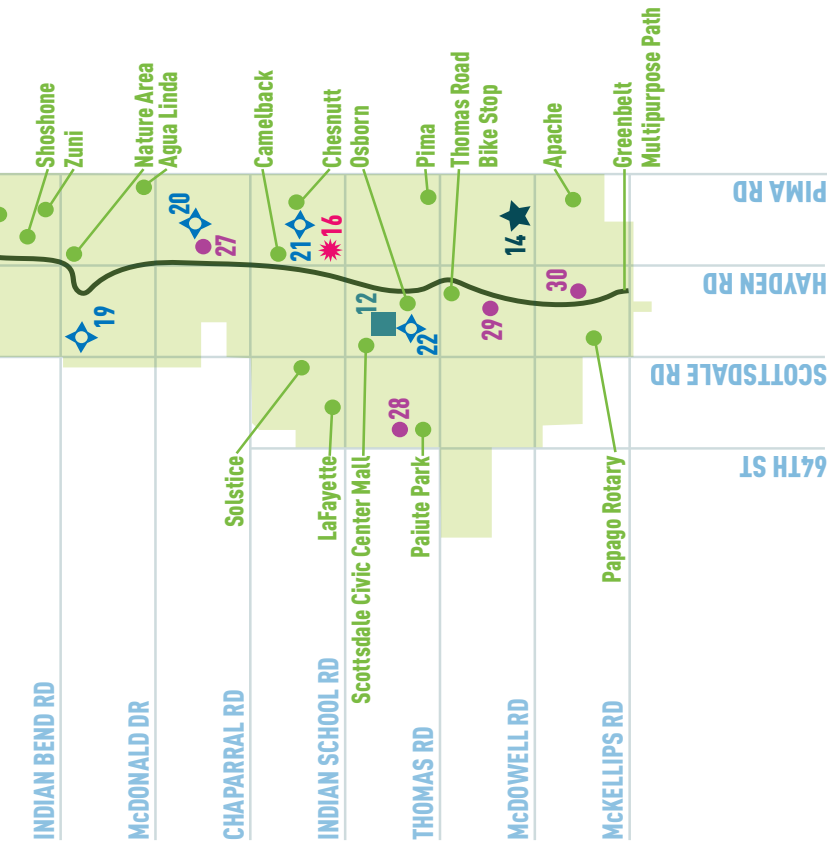 Shoshone
Zuni
Nature Area
Agua Linda
Camelback
Chesnutt
Osborn
Pima
Thomas Road
Bike Stop
Apache
Greenbelt
Multipurpose Path
PIMA RD
HAYDEN RD
SCOTTSDALE RD
64TH ST
20
27
21
16
14
19
12
22
29
30
28
Solstice
LaFayette
Scottsdale Civic Center Mall
Paiute Park
Papago Rotary
INDIAN BEND RD
McDONALD DR
CHAPARRAL RD
INDIAN SCHOOL RD
THOMAS RD
McDOWELL RD
McKELLIPS RD